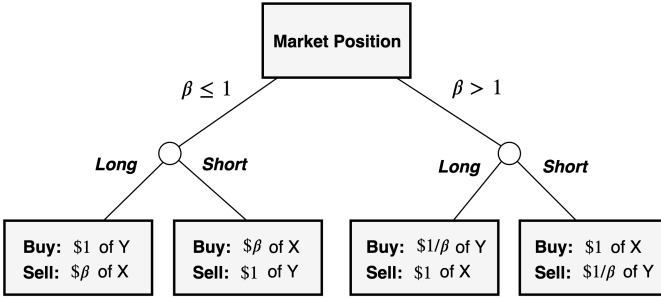 Market Position
β ≤ 1
β > 1
Long
Short
Long
Short
Buy: $1 of Y
Sell: $β of X
Buy: $β of X
Sell: $1 of Y
Buy: $1/β of Y
Sell: $1 of X
Buy: $1 of X
Sell: $1/β of Y